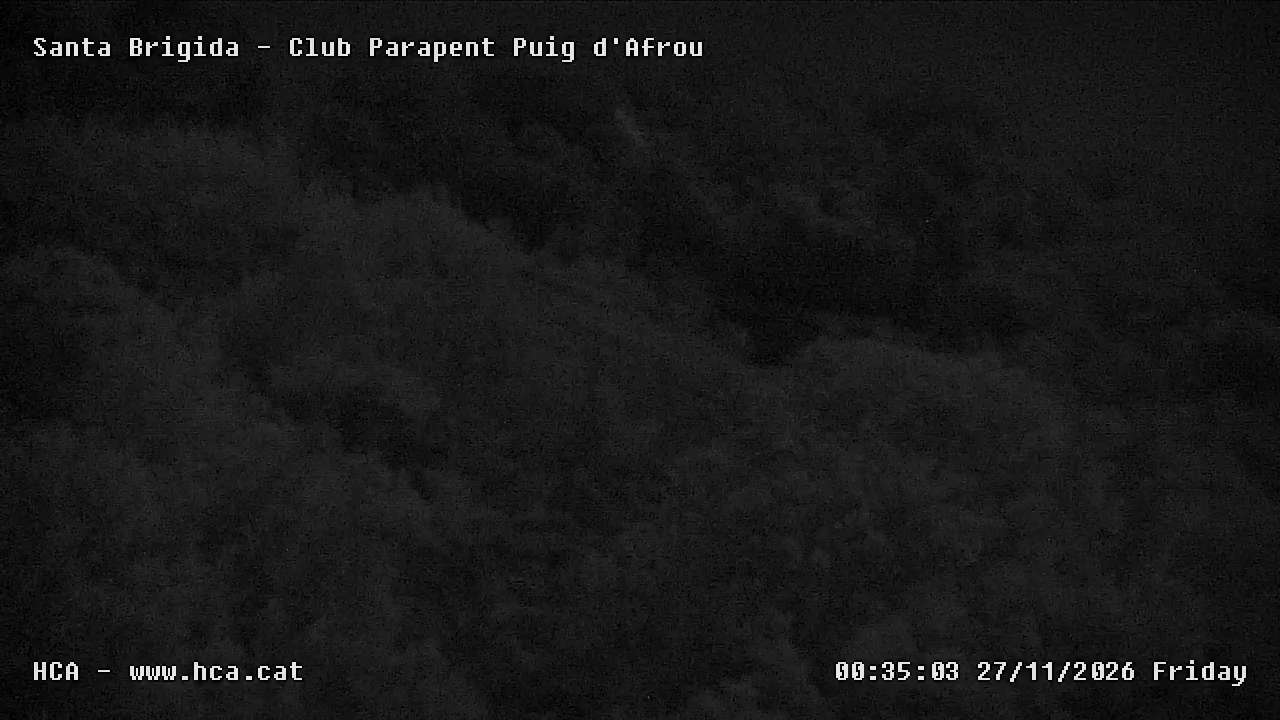 Santa Brigida - Club Parapent Puig d'Afrou
HCA - www.hca.cat
00:35:03 27/11/2026 Friday